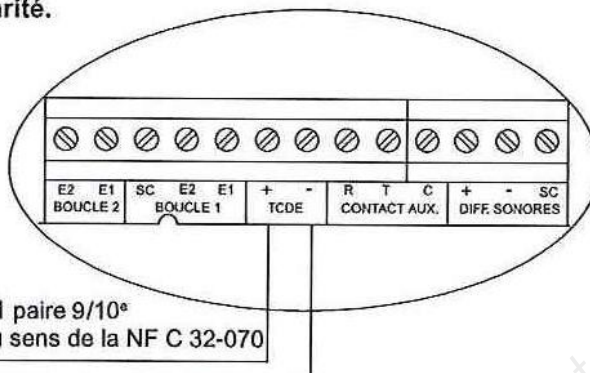 arité.
E2 E1 SC E2 E1 + - R T C + - SC
BOUCLE 2 BOUCLE 1 TCDE CONTACT AUX. DIFF. SONORES
1 paire 9/10e
sens de la NF C 32-070